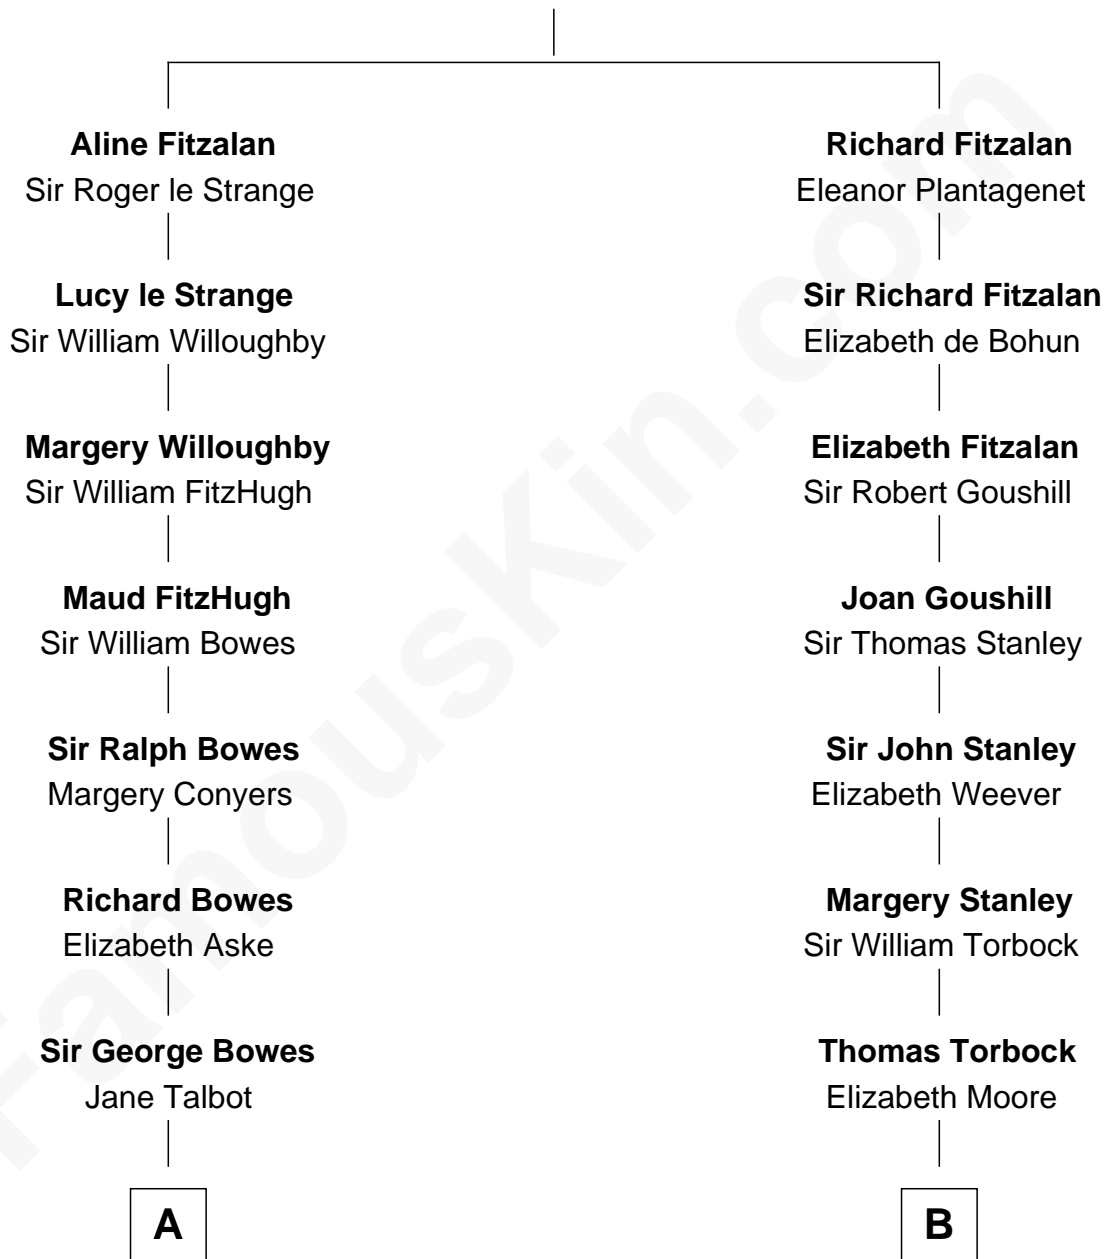 Aline Fitzalan
Sir Roger le Strange
Lucy le Strange
Sir William Willoughby
Margery Willoughby
Sir William FitzHugh
Maud FitzHugh
Sir William Bowes
Sir Ralph Bowes
Margery Conyers
Richard Bowes
Elizabeth Aske
Sir George Bowes
Jane Talbot
A
Richard Fitzalan
Eleanor Plantagenet
Sir Richard Fitzalan
Elizabeth de Bohun
Elizabeth Fitzalan
Sir Robert Goushill
Joan Goushill
Sir Thomas Stanley
Sir John Stanley
Elizabeth Weever
Margery Stanley
Sir William Torbock
Thomas Torbock
Elizabeth Moore
B
FamousKin.com